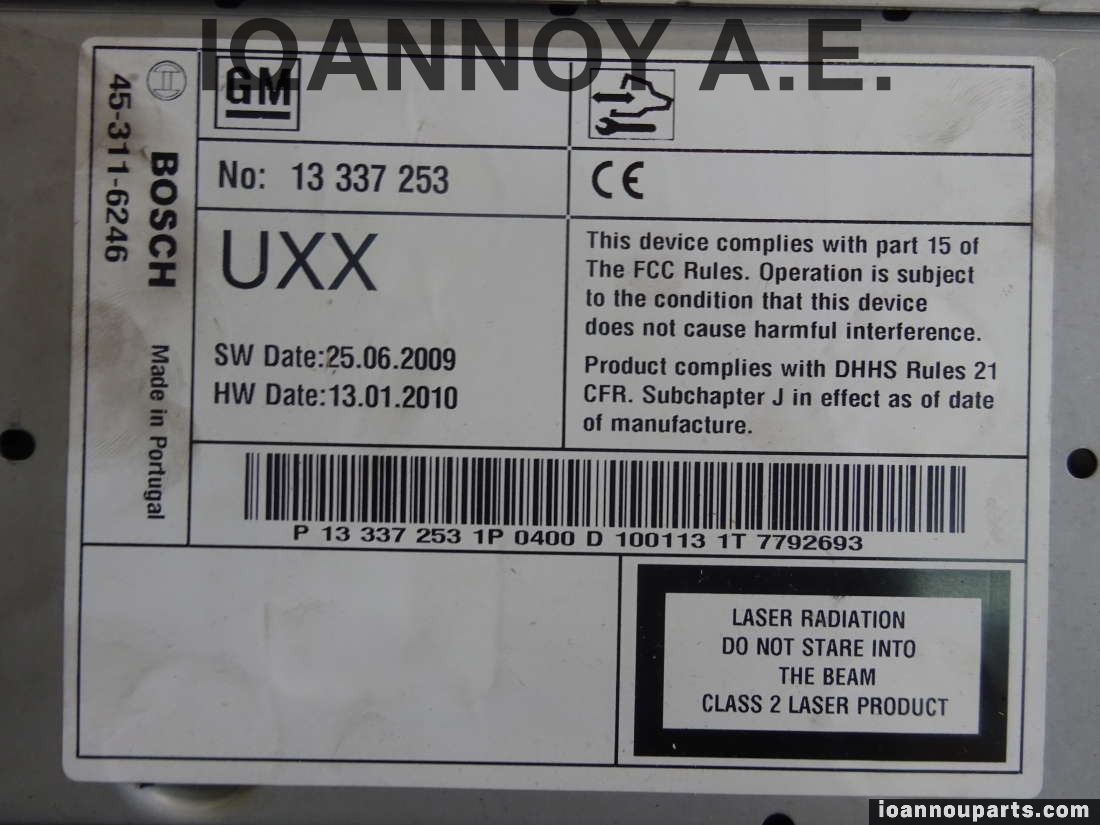 IOANNOY A.E.
GM
BOSCH
45-311-6246
Made in Portugal
No: 13 337 253
CE
UXX
SW Date:25.06.2009
HW Date:13.01.2010
This device complies with part 15 of
The FCC Rules. Operation is subject
to the condition that this device
does not cause harmful interference.
Product complies with DHHS Rules 21
CFR. Subchapter J in effect as of date
of manufacture.
P 13 337 253 1P 0400 D 100113 1T 7792693
LASER RADIATION
DO NOT STARE INTO
THE BEAM
CLASS 2 LASER PRODUCT
ioannouparts.com